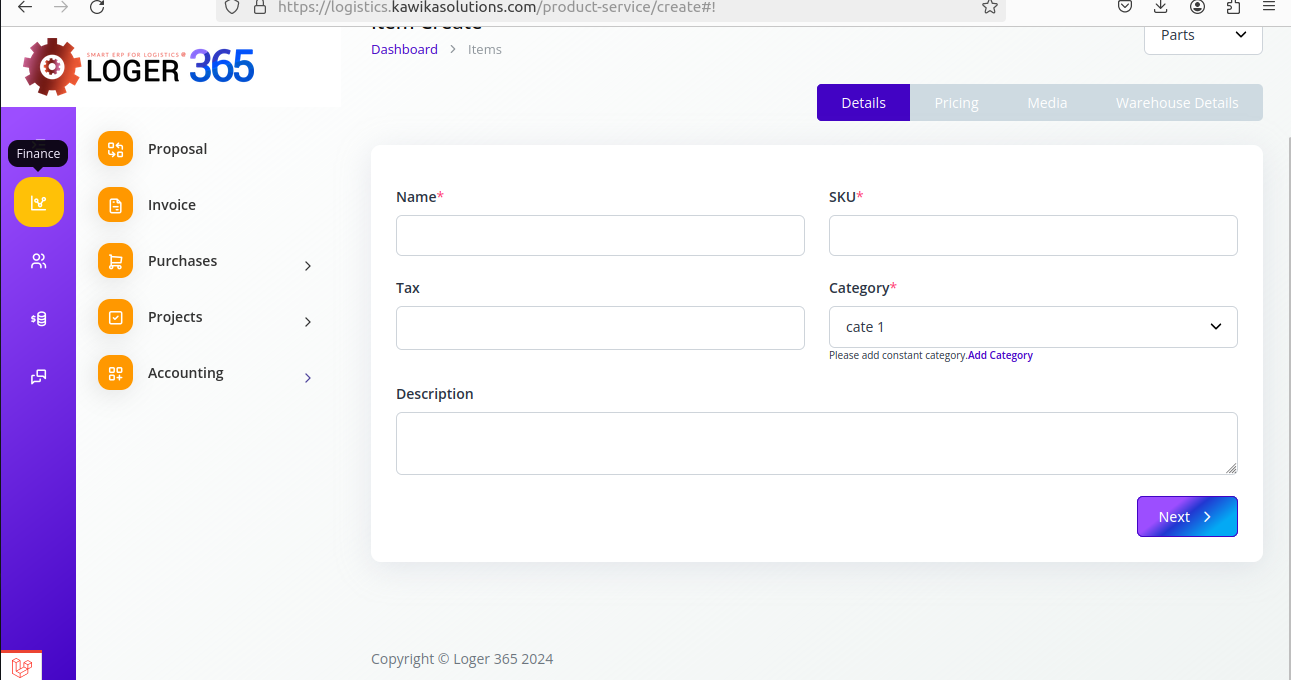 https://logistics.kawikasolutions.com/product-service/create#!
Item Create
SMART ERP FOR LOGISTICS
LOGER 365
Dashboard > Items
Parts
Details
Pricing
Media
Warehouse Details
Finance
Proposal
Invoice
Purchases
Projects
Accounting
Name*
SKU*
Tax
Category*
cate 1
Please add constant category.Add Category
Description
Next
Copyright © Loger 365 2024